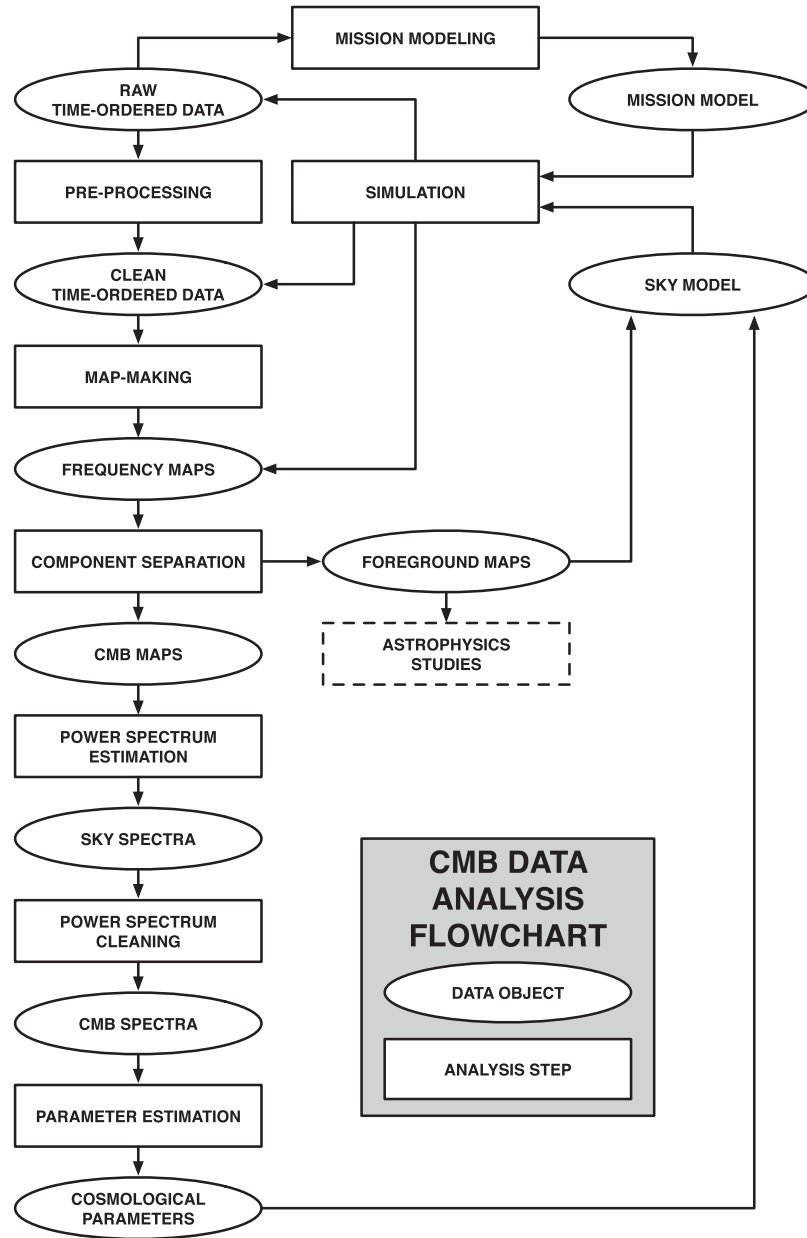 MISSION MODELING
RAW
TIME-ORDERED DATA
MISSION MODEL
PRE-PROCESSING
SIMULATION
CLEAN
TIME-ORDERED DATA
SKY MODEL
MAP-MAKING
FREQUENCY MAPS
COMPONENT SEPARATION
FOREGROUND MAPS
CMB MAPS
ASTROPHYSICS
STUDIES
POWER SPECTRUM
ESTIMATION
SKY SPECTRA
POWER SPECTRUM
CLEANING
CMB SPECTRA
PARAMETER ESTIMATION
COSMOLOGICAL
PARAMETERS
CMB DATA
ANALYSIS
FLOWCHART
DATA OBJECT
ANALYSIS STEP